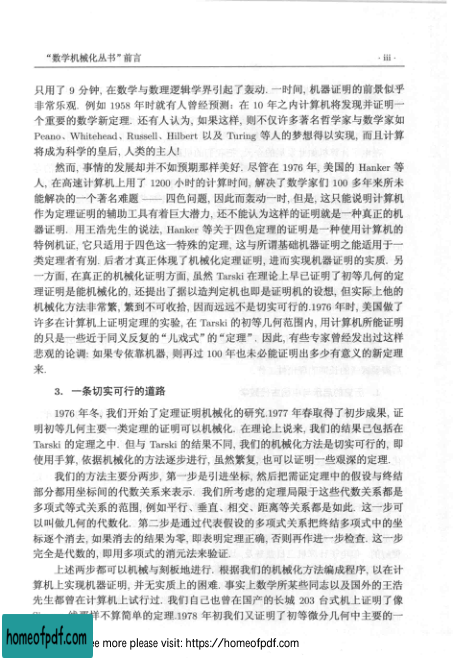 “数学机械化丛书”前言
· iii ·
只用了 9 分钟, 在数学与数理逻辑学界引起了轰动. 一时间, 机器证明的前景似乎
非常乐观. 例如 1958 年时就有人曾经预测: 在 10 年之内计算机将发现并证明一
个重要的数学新定理. 还有人认为, 如果这样, 则不仅许多著名哲学家与数学家如
Peano、Whitehead、Russell、Hilbert 以及 Turing 等人的梦想得以实现, 而且计算
将成为科学的皇后, 人类的主人!
然而, 事情的发展却并不如预期那样美好. 尽管在 1976 年, 美国的 Hanker 等
人, 在高速计算机上用了 1200 小时的计算时间, 解决了数学家们 100 多年来所未
能解决的一个著名难题 —— 四色问题, 因此而轰动一时, 但是, 这只能说明计算机
作为定理证明的辅助工具有着巨大潜力, 还不能认为这样的证明就是一种真正的机
器证明. 用王浩先生的说法, Hanker 等关于四色定理的证明是一种使用计算机的
特例机证, 它只适用于四色这一特殊的定理, 这与所谓基础机器证明之能适用于一
类定理者有别. 后者才真正体现了机械化定理证明, 进而实现机器证明的实质. 另
一方面, 在真正的机械化证明方面, 虽然 Tarski 在理论上早已证明了初等几何的定
理证明是能机械化的, 还提出了据以造判定机也即是证明机的设想, 但实际上他的
机械化方法非常繁, 繁到不可收拾, 因而远远不是切实可行的.1976 年时, 美国做了
许多在计算机上证明定理的实验, 在 Tarski 的初等几何范围内, 用计算机所能证明
的只是一些近于同义反复的“儿戏式”的“定理”. 因此, 有些专家曾经发出过这样
悲观的论调: 如果专依靠机器, 则再过 100 年也未必能证明出多少有意义的新定理
来.
3. 一条切实可行的道路
1976 年冬, 我们开始了定理证明机械化的研究.1977 年春取得了初步成果, 证
明初等几何主要一类定理的证明可以机械化. 在理论上说来, 我们的结果已包括在
Tarski 的定理之中. 但与 Tarski 的结果不同, 我们的机械化方法是切实可行的, 即
使用手算, 依据机械化的方法逐步进行, 虽然繁复, 也可以证明一些艰深的定理.
我们的方法主要分两步, 第一步是引进坐标, 然后把需证定理中的假设与终结
部分都用坐标间的代数关系来表示. 我们所考虑的定理局限于这些代数关系都是
多项式等式关系的范围, 例如平行、垂直、相交、距离等关系都是如此. 这一步可
以叫做几何的代数化. 第二步是通过代表假设的多项式关系把终结多项式中的坐
标逐个消去, 如果消去的结果为零, 即表明定理正确, 否则再作进一步检查. 这一步
完全是代数的, 即用多项式的消元法来验证.
上述两步都可以机械与刻板地进行. 根据我们的机械化方法编成程序, 以在计
算机上实现机器证明, 并无实质上的困难. 事实上数学所某些同志以及国外的王浩
先生都曾在计算机上试行过. 我们自己也曾在国产的长城 203 台式机上证明了像
线那样不算简单的定理.1978 年初我们又证明了初等微分几何中主要的一
homeofpdf.com
ee more please visit: https://homeofpdf.com